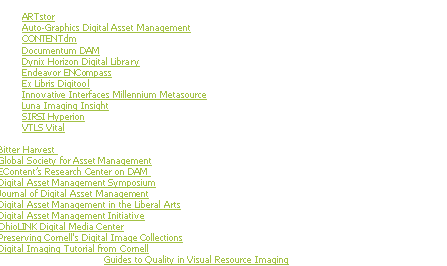 ARTstor
Auto-Graphics Digital Asset Management
CONTENTdm
Documentum DAM
Dynix Horizon Digital Library
Endeavor ENCompass
Ex Libris Digitool
Innovative Interfaces Millennium Metasource
Luna Imaging Insight
SIRSI Hyperion
VTLS Vital
Bitter Harvest
Global Society for Asset Management
EContent's Research Center on DAM
Digital Asset Management Symposium
Journal of Digital Asset Management
Digital Asset Management in the Liberal Arts
Digital Asset Management Initiative
OhioLINK Digital Media Center
Preserving Cornell's Digital Image Collections
Digital Imaging Tutorial from Cornell
Guides to Quality in Visual Resource Imaging